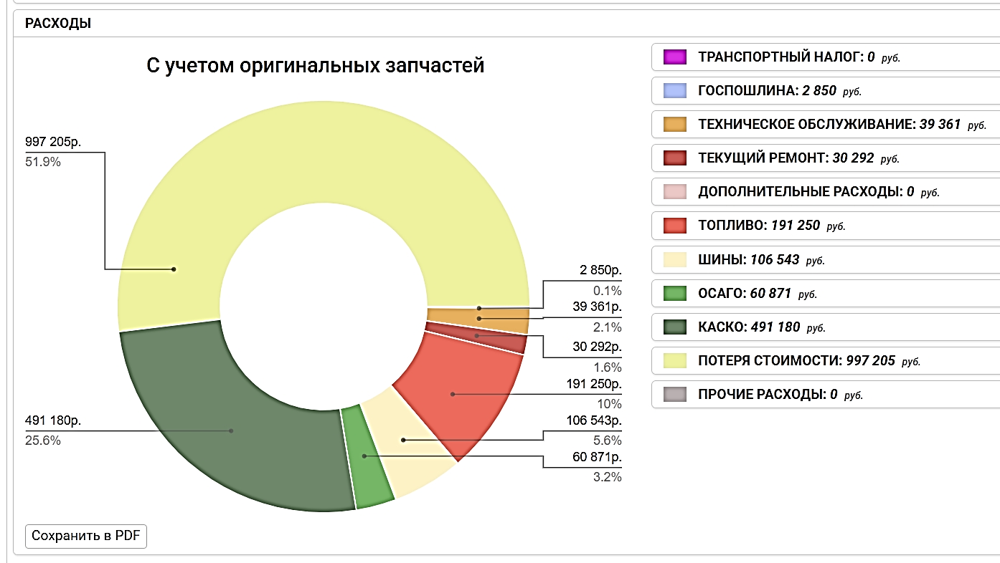 РАСХОДЫ
С учетом оригинальных запчастей
997 205р.
51.9%
491 180р.
25.6%
2 850р.
0.1%
39 361р.
2.1%
30 292р.
1.6%
191 250р.
10%
106 543р.
5.6%
60 871р.
3.2%
ТРАНСПОРТНЫЙ НАЛОГ: 0 руб.
ГОСПОШЛИНА: 2 850 руб.
ТЕХНИЧЕСКОЕ ОБСЛУЖИВАНИЕ: 39 361 руб.
ТЕКУЩИЙ РЕМОНТ: 30 292 руб.
ДОПОЛНИТЕЛЬНЫЕ РАСХОДЫ: 0 руб.
ТОПЛИВО: 191 250 руб.
ШИНЫ: 106 543 руб.
ОСАГО: 60 871 руб.
КАСКО: 491 180 руб.
ПОТЕРЯ СТОИМОСТИ: 997 205 руб.
ПРОЧИЕ РАСХОДЫ: 0 руб.
Сохранить в PDF